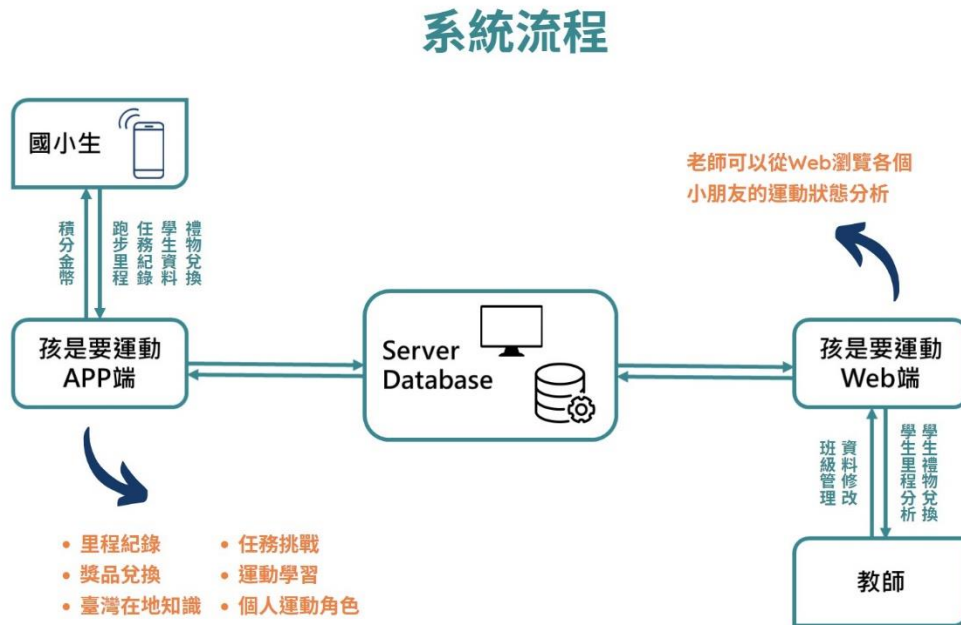 系統流程
國小生
積分金幣
跑步里程
任務紀錄
學生資料
禮物兌換
孩是要運動
APP端
Server
Database
老師可以從Web瀏覽各個
小朋友的運動狀態分析
孩是要運動
Web端
班級管理
資料修改
學生里程分析
學生禮物兌換
教師
• 里程紀錄
• 獎品兌換
• 臺灣在地知識
• 任務挑戰
• 運動學習
• 個人運動角色